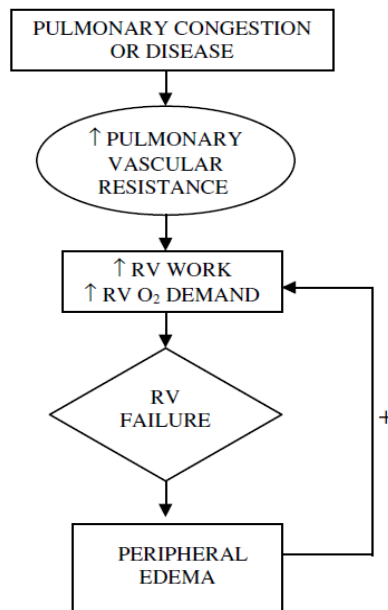 PULMONARY CONGESTION
OR DISEASE
↑ PULMONARY
VASCULAR
RESISTANCE
↑ RV WORK
↑ RV O₂ DEMAND
RV
FAILURE
+
PERIPHERAL
EDEMA